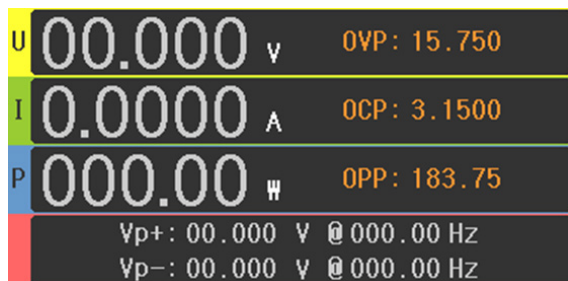 U 00.000 V OVP: 15.750
I 0.0000 A OCP: 3.1500
P 000.00 W OPP: 183.75
Vp+: 00.000 V @ 000.00 Hz
Vp-: 00.000 V @ 000.00 Hz